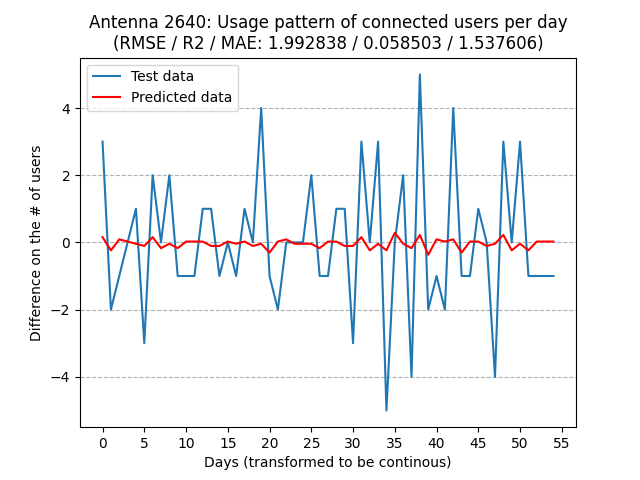 Antenna 2640: Usage pattern of connected users per day
(RMSE / R2 / MAE: 1.992838 / 0.058503 / 1.537606)
Test data
Predicted data
4
2
0
−2
−4
Difference on the # of users
0 5 10 15 20 25 30 35 40 45 50 55
Days (transformed to be continous)